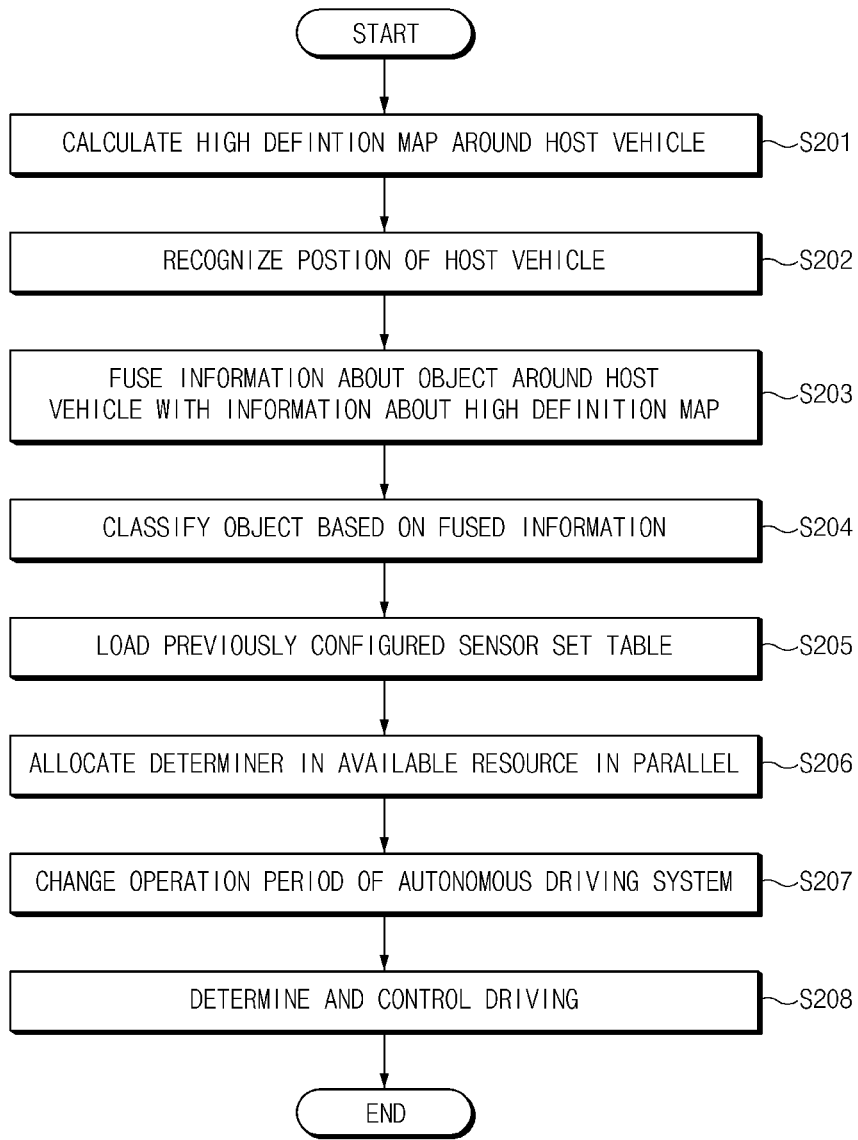 START
CALCULATE HIGH DEFINTION MAP AROUND HOST VEHICLE
S201
RECOGNIZE POSTION OF HOST VEHICLE
S202
FUSE INFORMATION ABOUT OBJECT AROUND HOST
VEHICLE WITH INFORMATION ABOUT HIGH DEFINITION MAP
S203
CLASSIFY OBJECT BASED ON FUSED INFORMATION
S204
LOAD PREVIOUSLY CONFIGURED SENSOR SET TABLE
S205
ALLOCATE DETERMINER IN AVAILABLE RESOURCE IN PARALLEL
S206
CHANGE OPERATION PERIOD OF AUTONOMOUS DRIVING SYSTEM
S207
DETERMINE AND CONTROL DRIVING
S208
END